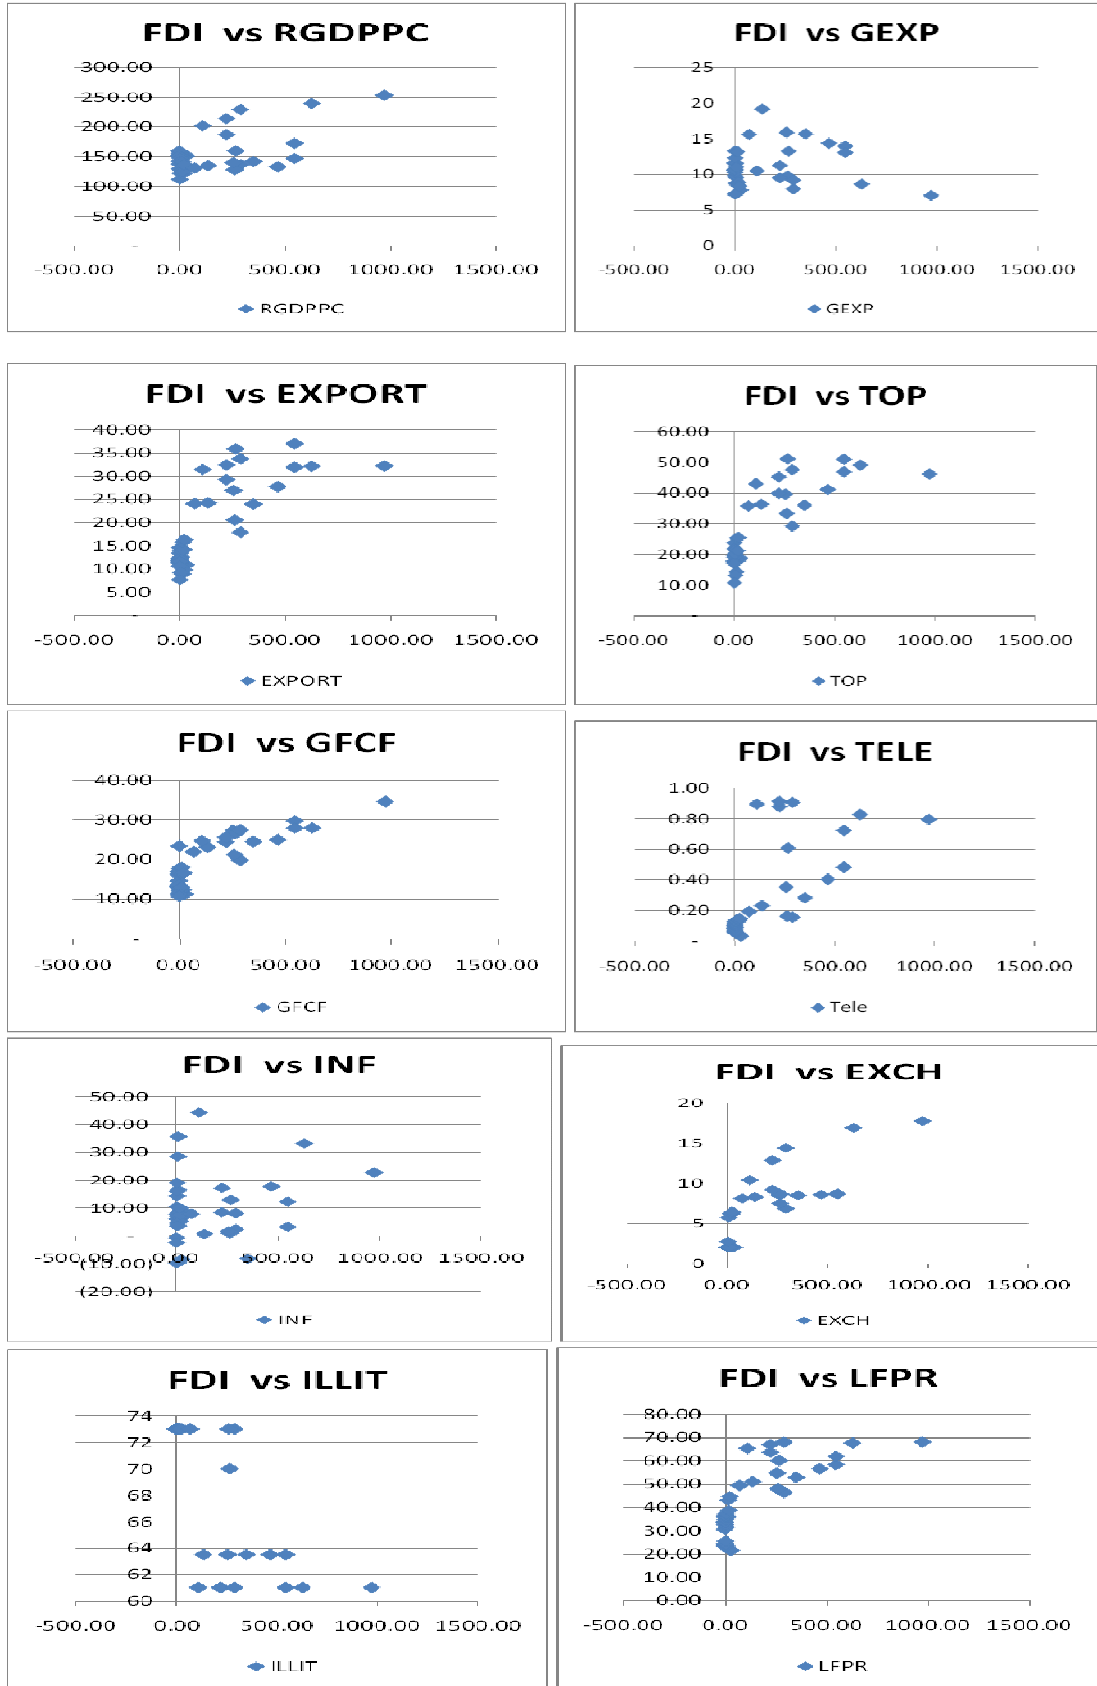 FDI vs RGDPPC
300.00
250.00
200.00
150.00
100.00
50.00
-
-500.00 0.00 500.00 1000.00 1500.00
RGDPPC
FDI vs GEXP
25
20
15
10
5
0
-500.00 0.00 500.00 1000.00 1500.00
GEXP
FDI vs EXPORT
40.00
35.00
30.00
25.00
20.00
15.00
10.00
5.00
-
-500.00 0.00 500.00 1000.00 1500.00
EXPORT
FDI vs TOP
60.00
50.00
40.00
30.00
20.00
10.00
-
-500.00 0.00 500.00 1000.00 1500.00
TOP
FDI vs GFCF
40.00
30.00
20.00
10.00
-
-500.00 0.00 500.00 1000.00 1500.00
GFCF
FDI vs TELE
1.00
0.80
0.60
0.40
0.20
-
-500.00 0.00 500.00 1000.00 1500.00
Tele
FDI vs INF
50.00
40.00
30.00
20.00
10.00
-
-500.00 0.00 500.00 1000.00 1500.00
(10.00)
(20.00)
INF
FDI vs EXCH
20
15
10
5
0
-500.00 0.00 500.00 1000.00 1500.00
EXCH
FDI vs ILLIT
74
72
70
68
66
64
62
60
-500.00 0.00 500.00 1000.00 1500.00
ILLIT
FDI vs LFPR
80.00
70.00
60.00
50.00
40.00
30.00
20.00
10.00
0.00
-500.00 0.00 500.00 1000.00 1500.00
LFPR